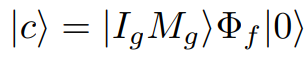 |c⟩ = |I_g M_g⟩Φ_f|0⟩